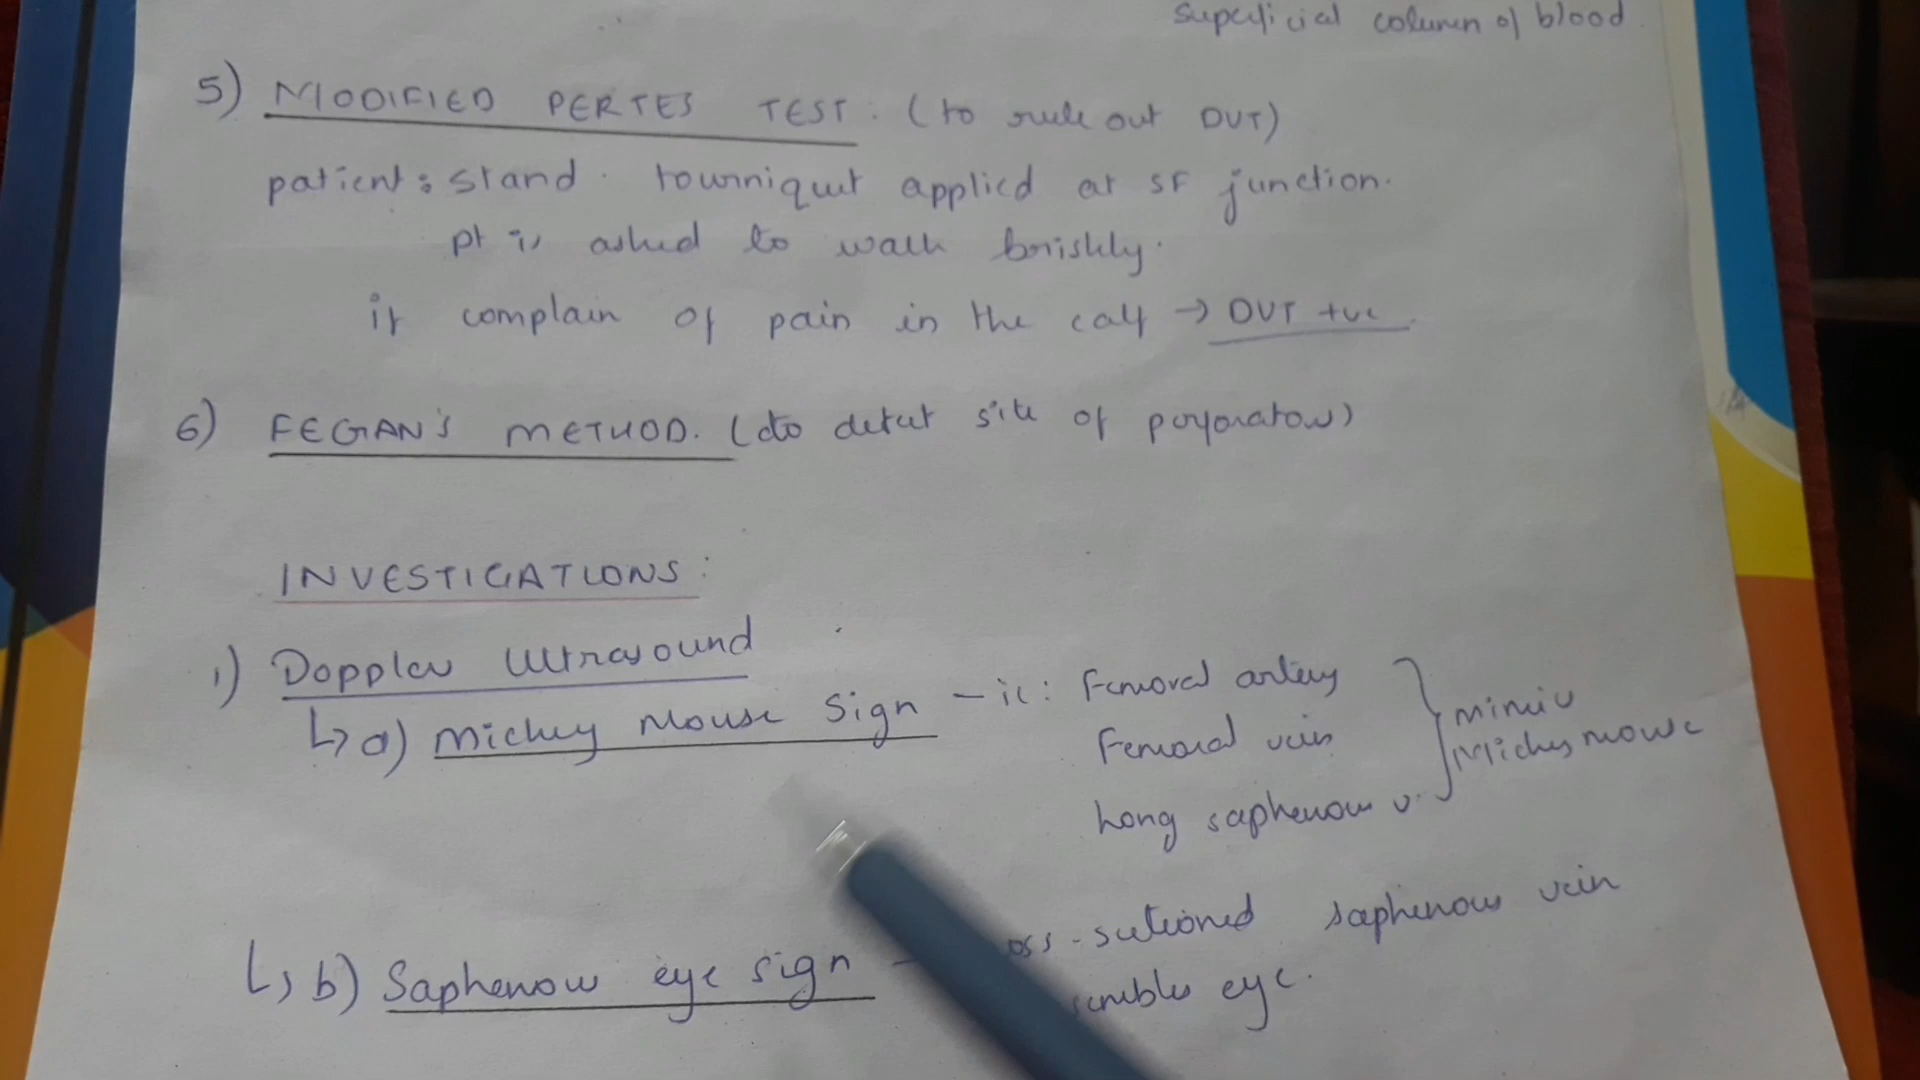 superficial column of blood
5) MODIFIED PERTES TEST: (to rule out DVT)
patient: stand. tourniquet applied at SF junction.
pt is asked to walk briskly.
if complain of pain in the calf → DVT +ve.
6) FEGAN'S METHOD. (to detect site of perforators)
INVESTIGATIONS:
1) Doppler Ultrasound
↳ a) Mickey Mouse Sign – ie: Femoral artery
Femoral vein
Long saphenous v.
mimic
Mickey mouse
↳ b) Saphenous eye sign – oss-sectioned saphenous vein
sembles eye.